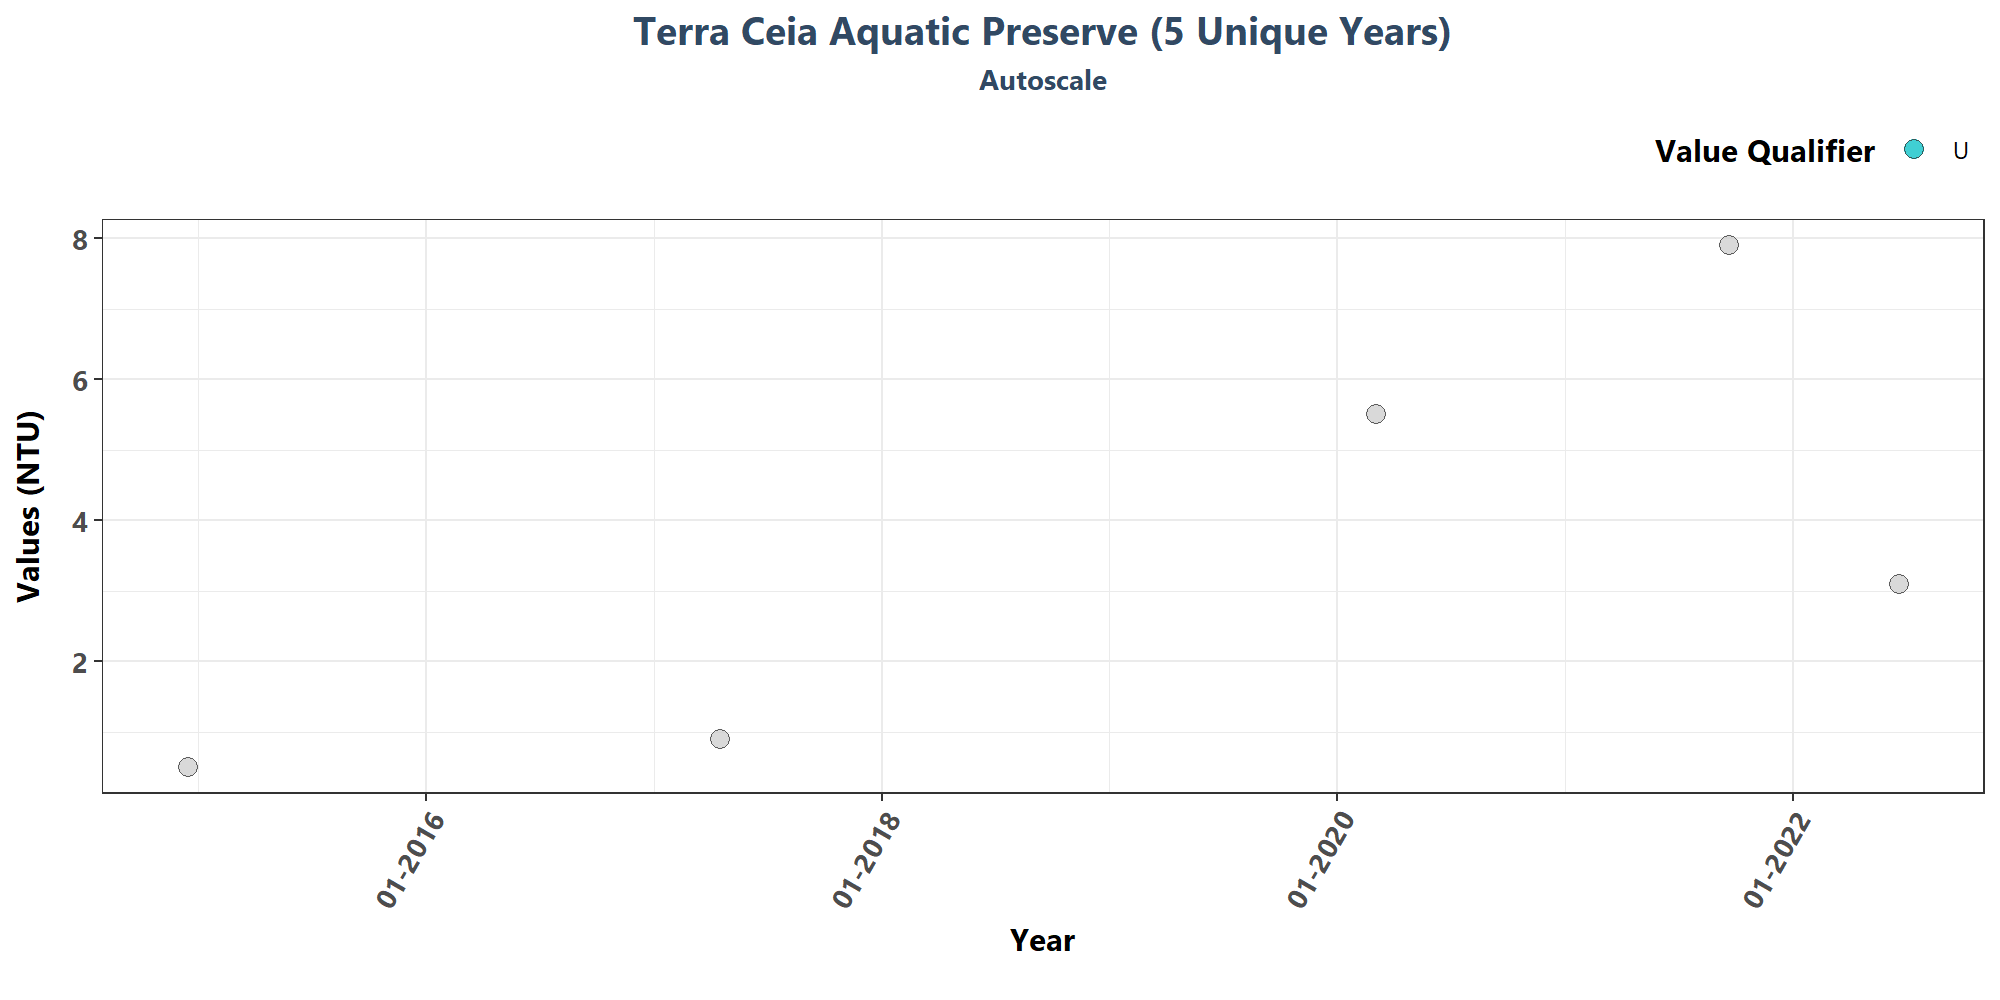 Terra Ceia Aquatic Preserve (5 Unique Years)
Autoscale
Value Qualifier U
8
6
4
2
Values (NTU)
01-2016
01-2018
01-2020
01-2022
Year